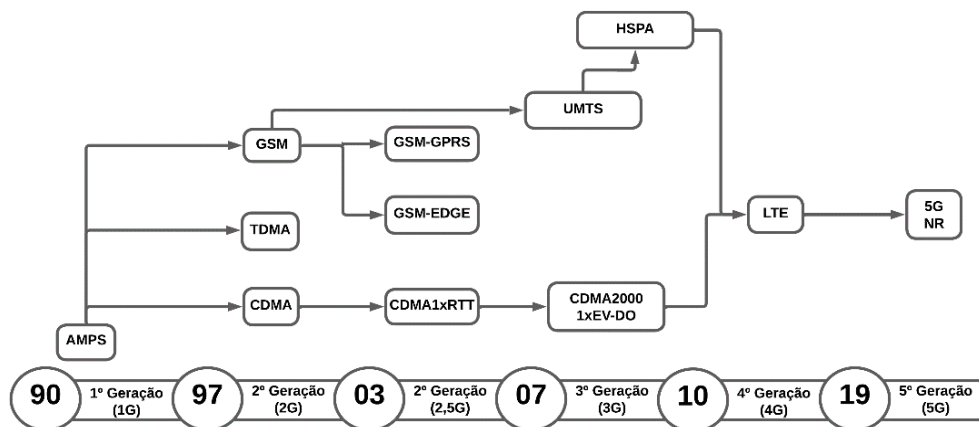 HSPA
UMTS
GSM
GSM-GPRS
GSM-EDGE
LTE
5G
NR
TDMA
CDMA
CDMA1xRTT
CDMA2000
1xEV-DO
AMPS
90
1º Geração
(1G)
97
2º Geração
(2G)
03
2º Geração
(2,5G)
07
3º Geração
(3G)
10
4º Geração
(4G)
19
5º Geração
(5G)